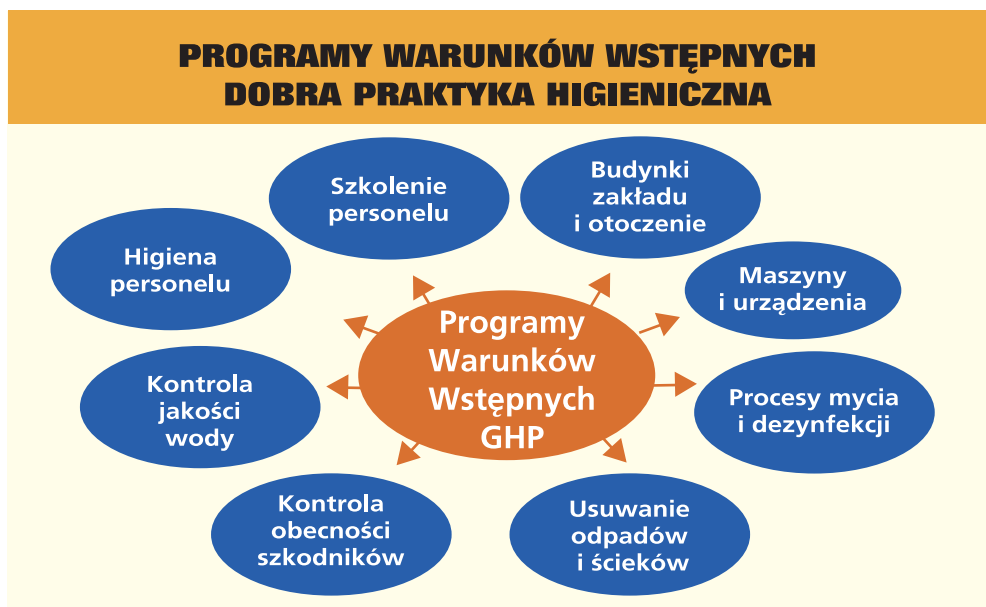 PROGRAMY WARUNKÓW WSTĘPNYCH
DOBRA PRAKTYKA HIGIENICZNA
Szkolenie
personelu
Budynki
zakładu
i otoczenie
Higiena
personelu
Maszyny
i urządzenia
Programy
Warunków
Wstępnych
GHP
Kontrola
jakości
wody
Procesy mycia
i dezynfekcji
Kontrola
obecności
szkodników
Usuwanie
odpadów
i ścieków